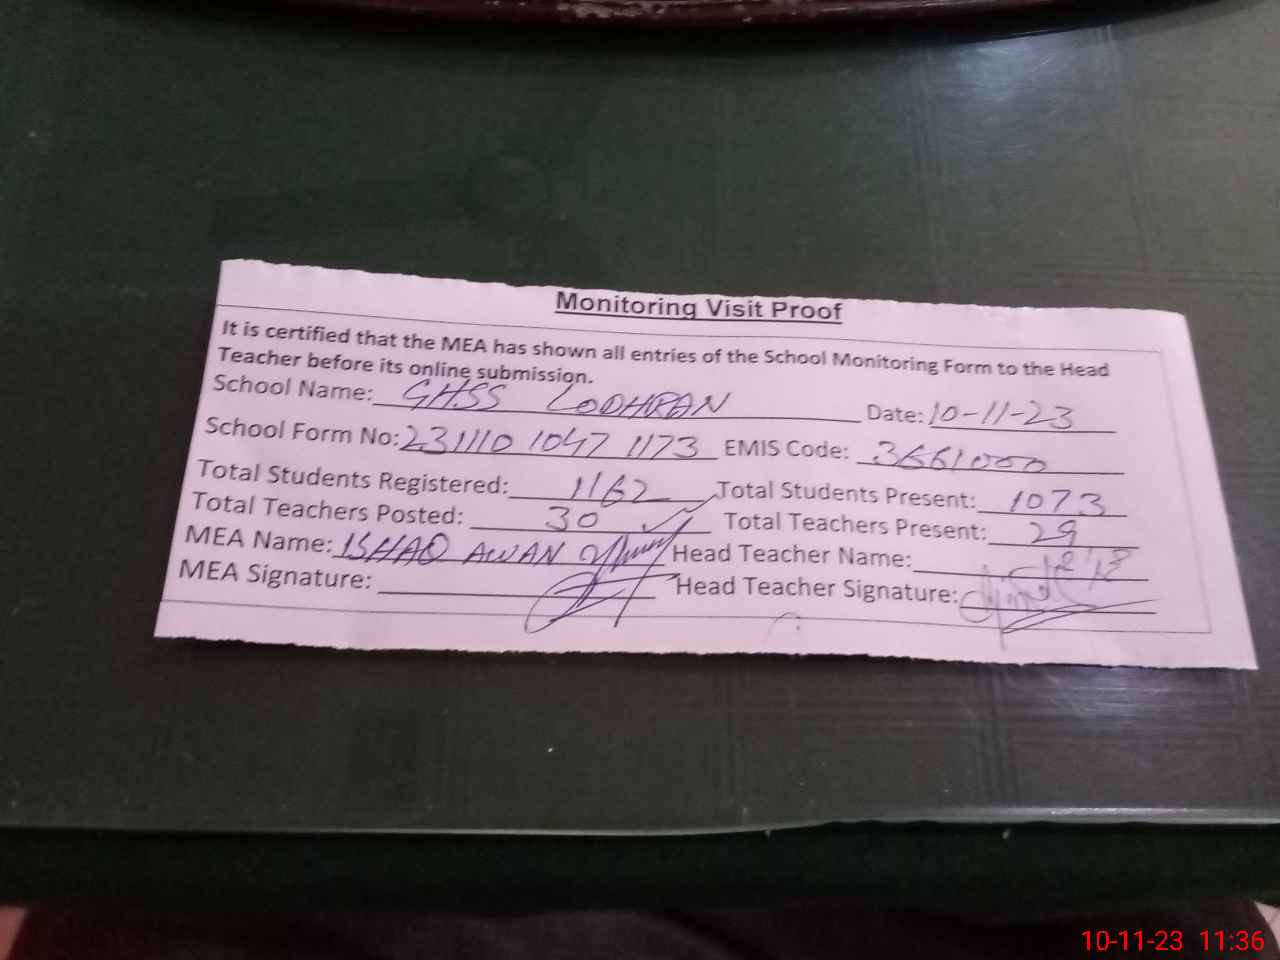 Monitoring Visit Proof
It is certified that the MEA has shown all entries of the School Monitoring Form to the Head
Teacher before its online submission.
School Name: GHSS LODHRAN Date: 10-11-23
School Form No: 231110 1047 1173 EMIS Code: 3661000
Total Students Registered: 1162 Total Students Present: 1073
Total Teachers Posted: 30 Total Teachers Present: 29
MEA Name: ISHAQ AWAN Head Teacher Name:
MEA Signature: Head Teacher Signature:
10-11-23 11:36